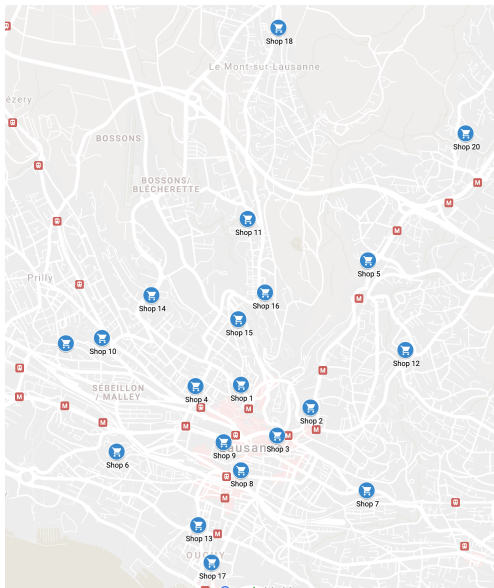 Shop 18
Le Mont-sur-Lausanne
ézery
BOSSONS
Shop 20
M
BOSSONS/
BLÉCHERETTE
M
Shop 11
M
Shop 5
Prilly
Shop 14
Shop 16
M
Shop 15
Shop 10
Shop 12
M
SÉBEILLON
/ MALLEY
Shop 4
Shop 1
M
M
M
M
M
Shop 2
M
M
M
ausan
Shop 9
Shop 3
Shop 6
Shop 8
Shop 7
M
Shop 13
M
OUCHY
Shop 17